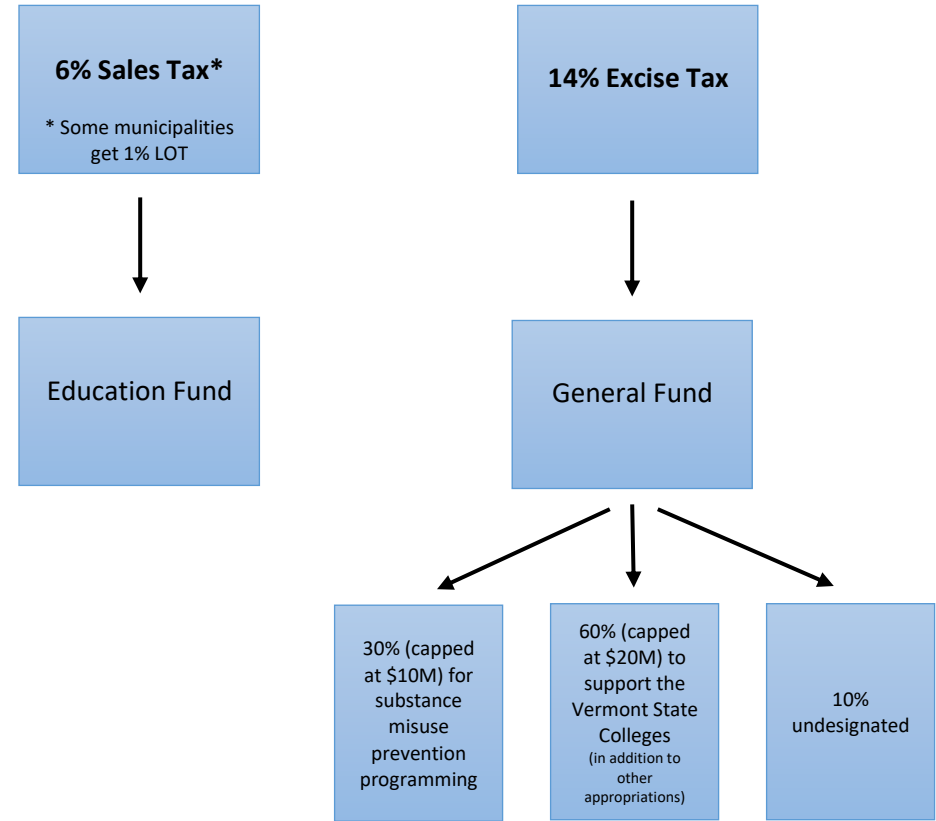 6% Sales Tax*
* Some municipalities
get 1% LOT
14% Excise Tax
Education Fund
General Fund
30% (capped
at $10M) for
substance
misuse
prevention
programming
60% (capped
at $20M) to
support the
Vermont State
Colleges
(in addition to
other
appropriations)
10%
undesignated